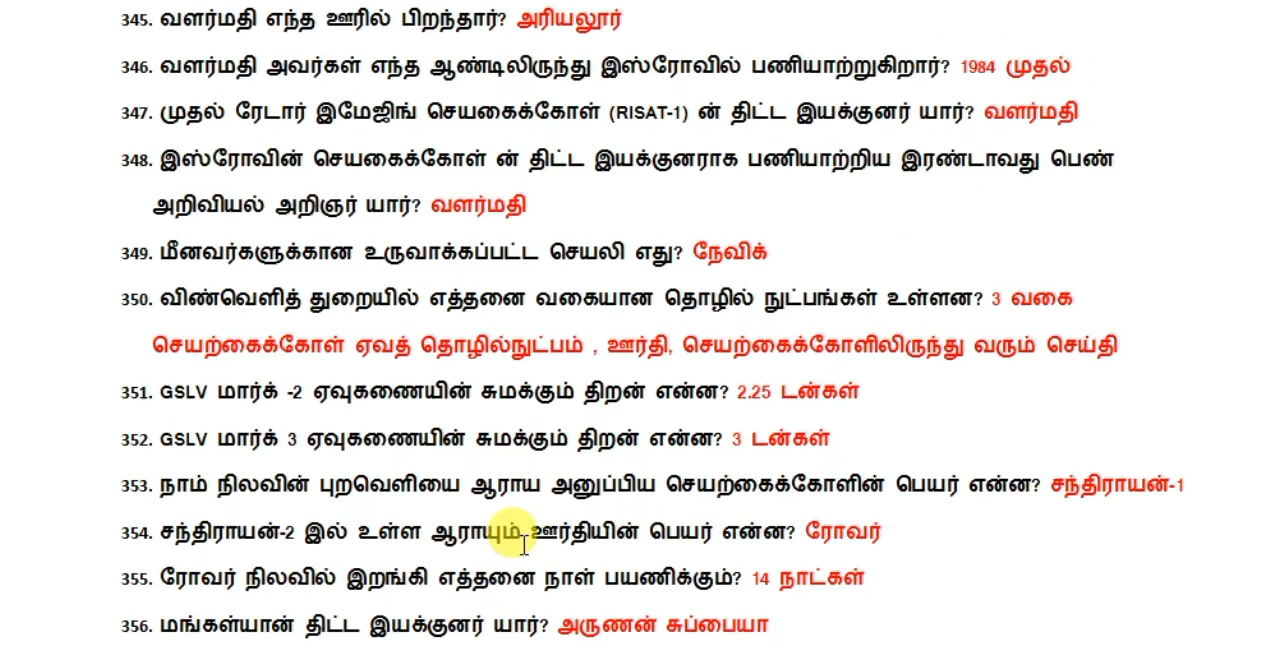 345. வளர்மதி எந்த ஊரில் பிறந்தார்? அரியலூர்
346. வளர்மதி அவர்கள் எந்த ஆண்டிலிருந்து இஸ்ரோவில் பணியாற்றுகிறார்? 1984 முதல்
347. முதல் ரேடார் இமேஜிங் செயகைக்கோள் (RISAT-1) ன் திட்ட இயக்குனர் யார்? வளர்மதி
348. இஸ்ரோவின் செயகைக்கோள் ன் திட்ட இயக்குனராக பணியாற்றிய இரண்டாவது பெண்
அறிவியல் அறிஞர் யார்? வளர்மதி
349. மீனவர்களுக்கான உருவாக்கப்பட்ட செயலி எது? நேவிக்
350. விண்வெளித் துறையில் எத்தனை வகையான தொழில் நுட்பங்கள் உள்ளன? 3 வகை
செயற்கைக்கோள் ஏவத் தொழில்நுட்பம் , ஊர்தி, செயற்கைக்கோளிலிருந்து வரும் செய்தி
351. GSLV மார்க் -2 ஏவுகணையின் சுமக்கும் திறன் என்ன? 2.25 டன்கள்
352. GSLV மார்க் 3 ஏவுகணையின் சுமக்கும் திறன் என்ன? 3 டன்கள்
353. நாம் நிலவின் புறவெளியை ஆராய அனுப்பிய செயற்கைக்கோளின் பெயர் என்ன? சந்திராயன்-1
354. சந்திராயன்-2 இல் உள்ள ஆராயும் ஊர்தியின் பெயர் என்ன? ரோவர்
355. ரோவர் நிலவில் இறங்கி எத்தனை நாள் பயணிக்கும்? 14 நாட்கள்
356. மங்கள்யான் திட்ட இயக்குனர் யார்? அருணன் சுப்பையா